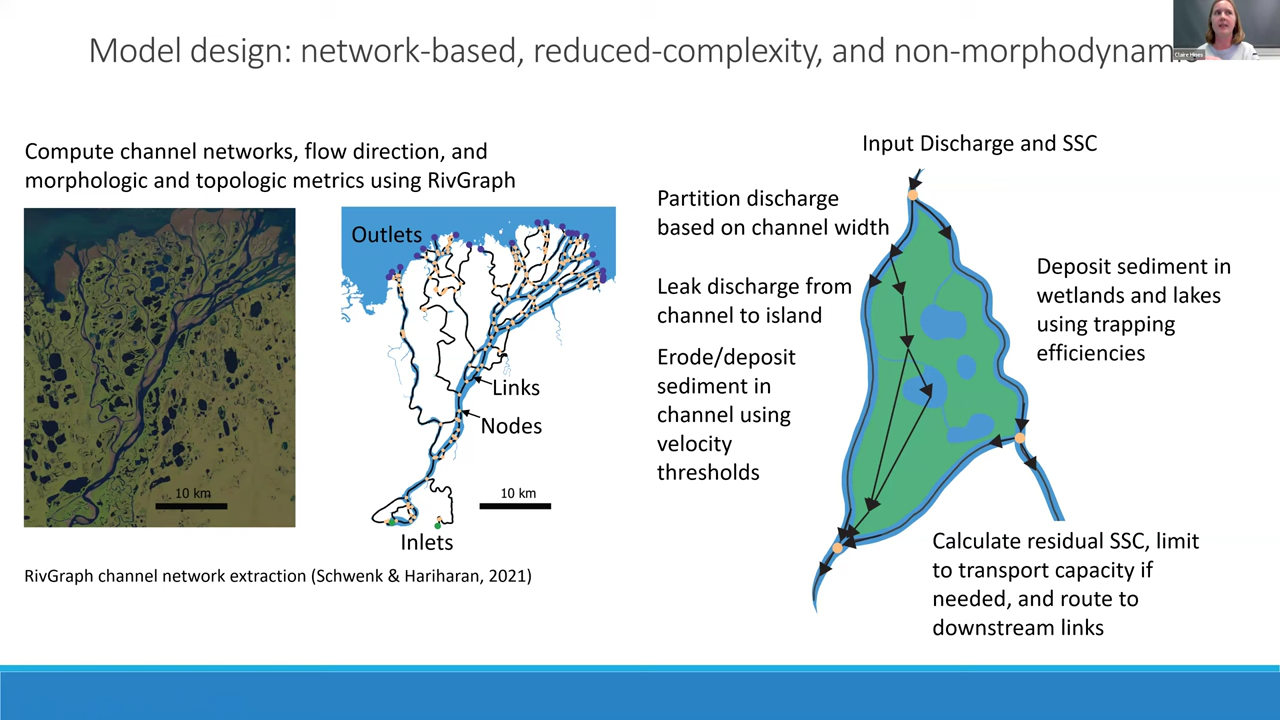 Model design: network-based, reduced-complexity, and non-morphodynamic
Claire Hines
Compute channel networks, flow direction, and
morphologic and topologic metrics using RivGraph
10 km
Outlets
Links
Nodes
10 km
Inlets
RivGraph channel network extraction (Schwenk & Hariharan, 2021)
Input Discharge and SSC
Partition discharge
based on channel width
Leak discharge from
channel to island
Erode/deposit
sediment in
channel using
velocity
thresholds
Deposit sediment in
wetlands and lakes
using trapping
efficiencies
Calculate residual SSC, limit
to transport capacity if
needed, and route to
downstream links